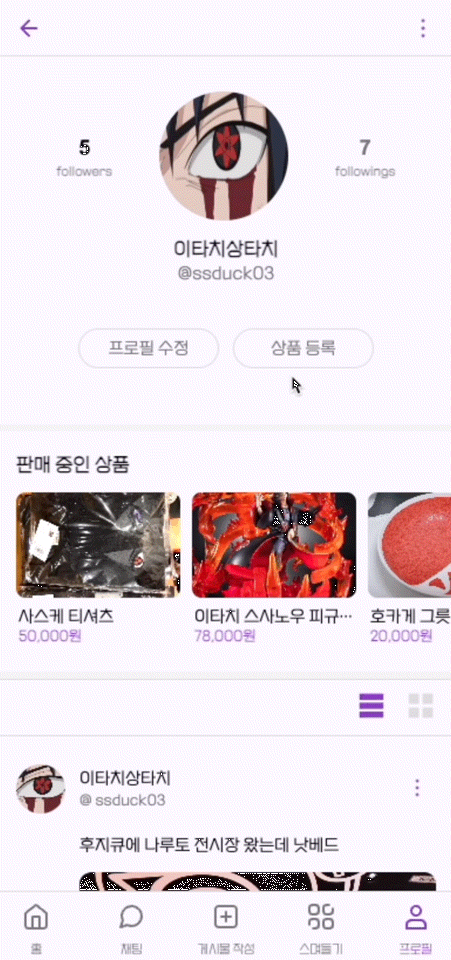 5
7
followers
followings
이타치상타치
@ssduck03
프로필 수정
상품 등록
판매 중인 상품
사스케 티셔츠
이타치 스사노우 피규…
호카게 그릇
50,000원
78,000원
20,000원
이타치상타치
@ ssduck03
후지큐에 나루토 전시장 왔는데 낫베드
홈
채팅
게시물 작성
스며들기
프로필